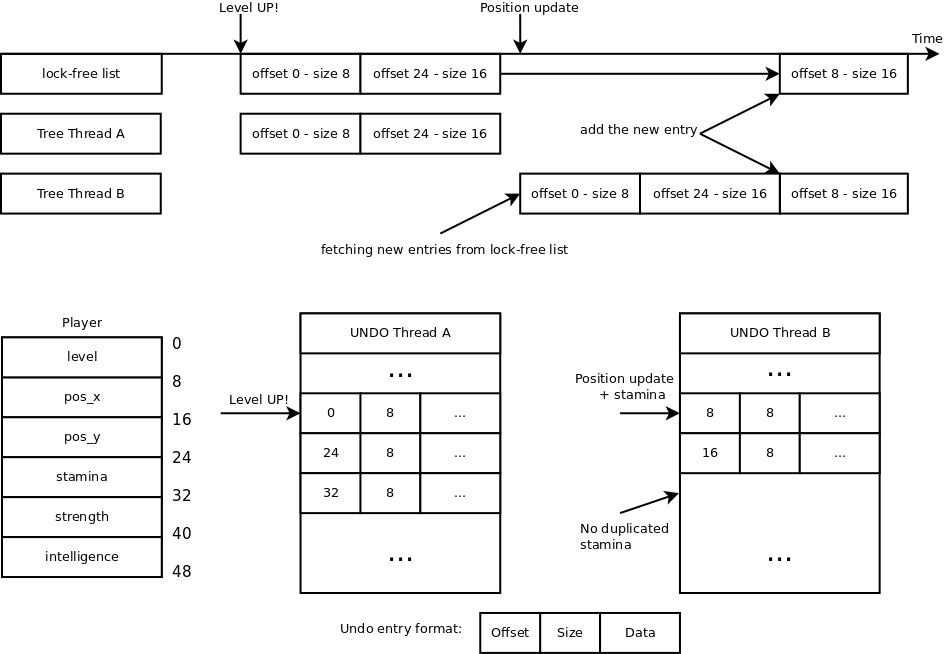 Level UP!
Position update
Time
lock-free list
offset 0 - size 8
offset 24 - size 16
offset 8 - size 16
Tree Thread A
offset 0 - size 8
offset 24 - size 16
add the new entry
Tree Thread B
offset 0 - size 8
offset 24 - size 16
offset 8 - size 16
fetching new entries from lock-free list
Player
0
level
8
pos_x
16
pos_y
24
stamina
32
strength
40
intelligence
48
Level UP!
UNDO Thread A
...
0 8 ...
24 8 ...
32 8 ...
...
Position update
+ stamina
No duplicated
stamina
UNDO Thread B
...
8 8 ...
16 8 ...
...
Undo entry format:
Offset Size Data